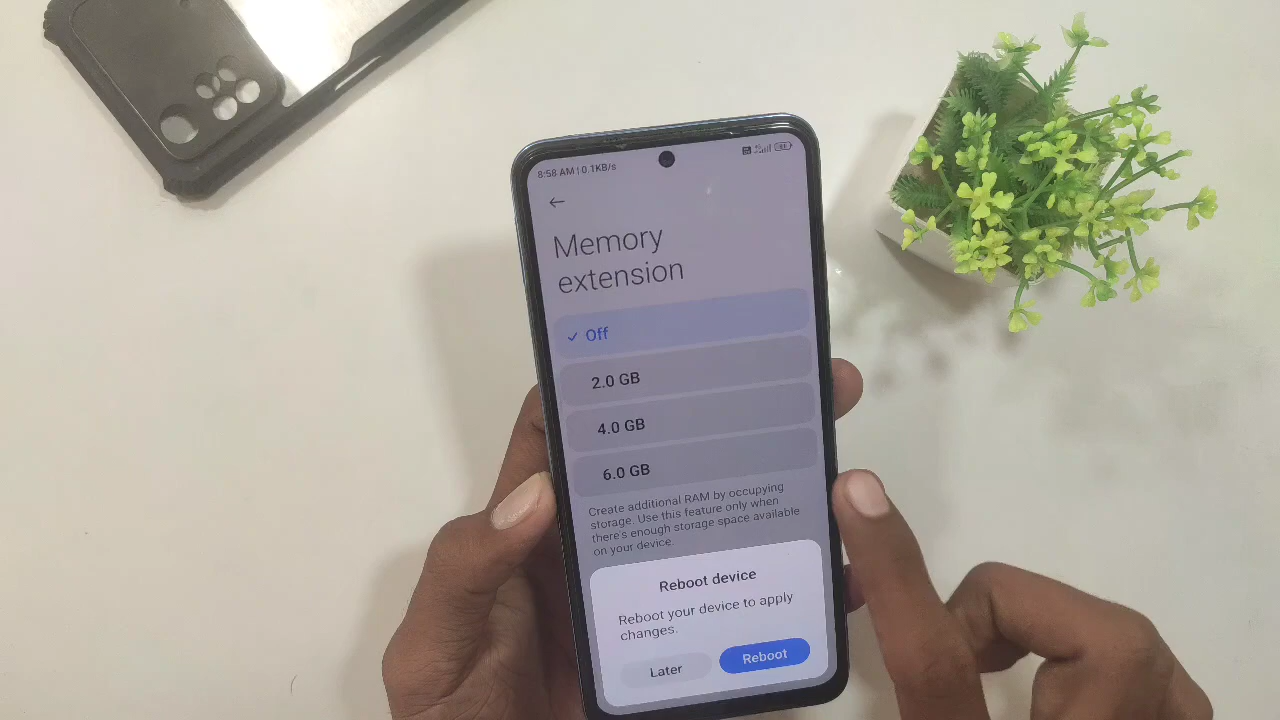 8:58 AM | 0.1KB/s
Memory
extension
Off
2.0 GB
4.0 GB
6.0 GB
Create additional RAM by occupying
storage. Use this feature only when
there's enough storage space available
on your device.
Reboot device
Reboot your device to apply
changes.
Later
Reboot